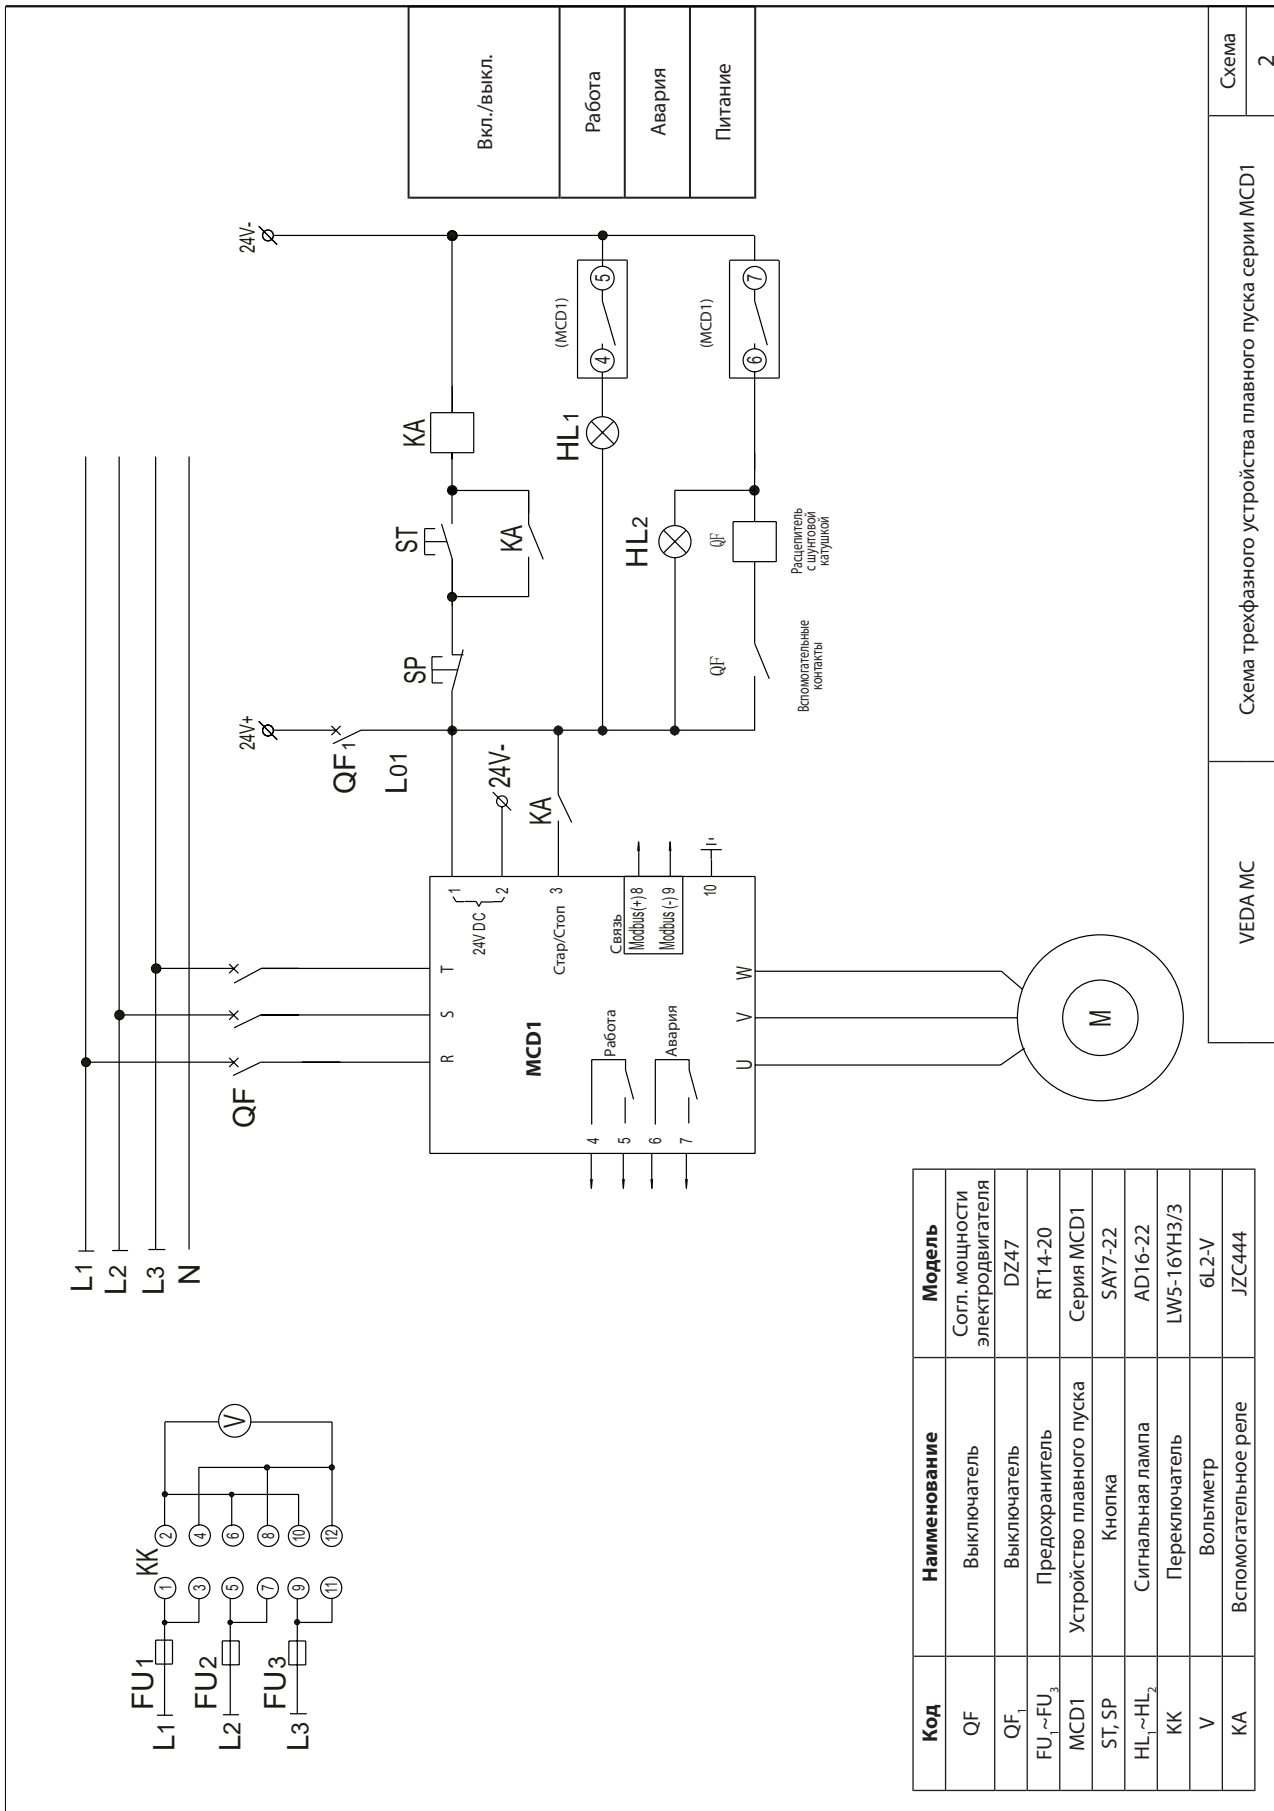 L1
L2
L3
N
QF
FU1
FU2
FU3
L1
L2
L3
KK
1
3
5
7
9
11
2
4
6
8
10
12
V
24V+
24V-
QF1
L01
SP
ST
KA
KA
24V-
KA
HL1
(MCD1)
4
5
HL2
(MCD1)
6
7
QF
Вспомогательные
контакты
QF
Расцепитель
с шунтовой
катушкой
Вкл./выкл.
Работа
Авария
Питание
R
S
T
MCD1
1
2
24V DC
3
Стар/Стоп
Связь
Modbus(+) 8
Modbus (-) 9
10
Работа
Авария
4
5
6
7
U
V
W
M
Код Наименование Модель
QF Выключатель Согл. мощности
электродвигателя
QF1 Выключатель DZ47
FU1~FU3 Предохранитель RT14-20
MCD1 Устройство плавного пуска Серия MCD1
ST, SP Кнопка SAY7-22
HL1~HL2 Сигнальная лампа AD16-22
KK Переключатель LW5-16YH3/3
V Вольтметр 6L2-V
KA Вспомогательное реле JZC444
VEDA MC
Схема трехфазного устройства плавного пуска серии MCD1
Схема
2